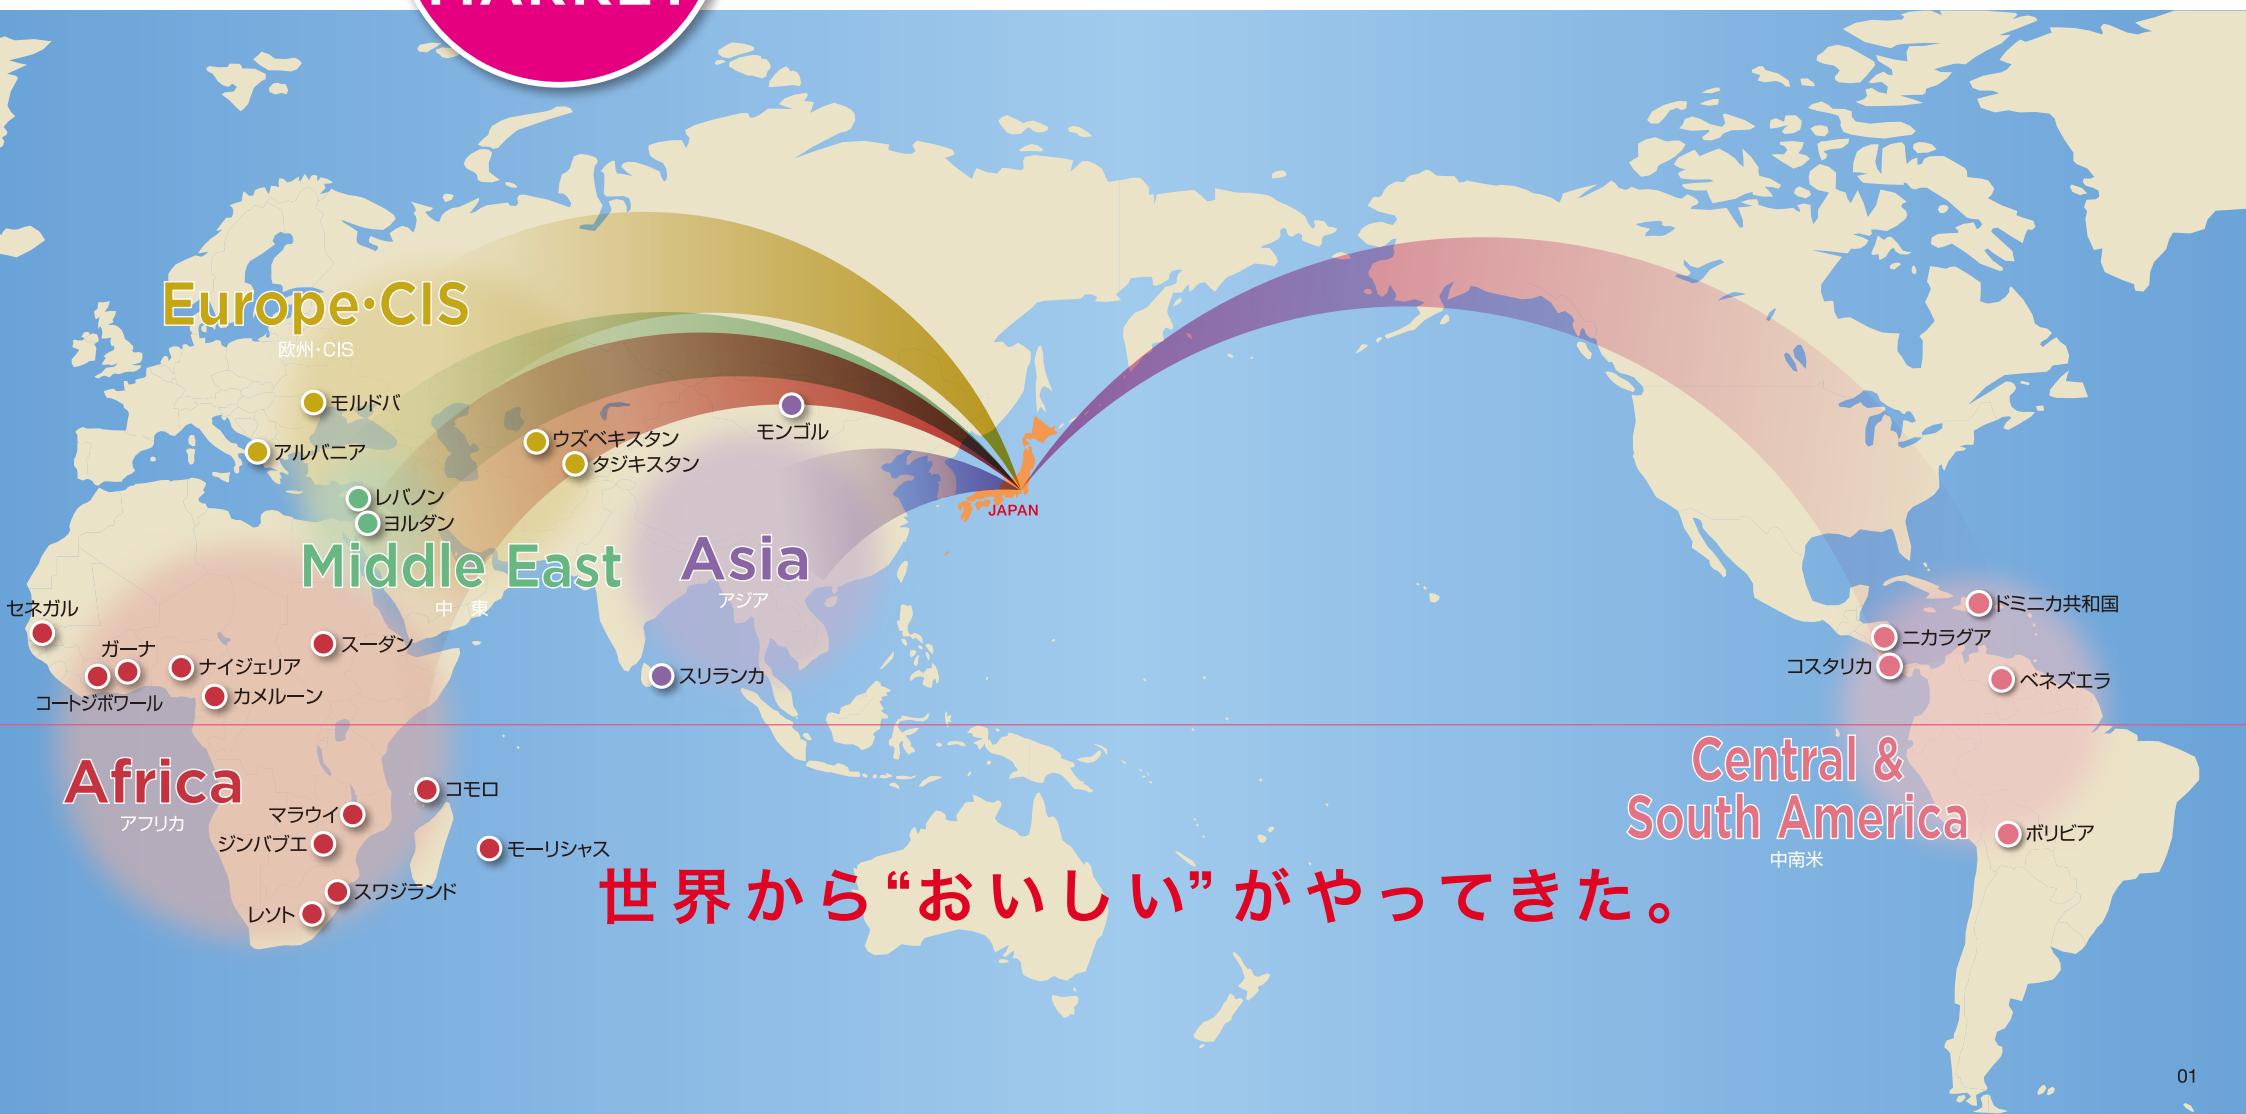 MARKET
Europe・CIS
欧州・CIS
モルドバ
アルバニア
ウズベキスタン
タジキスタン
モンゴル
レバノン
ヨルダン
Middle East
中 東
Asia
アジア
JAPAN
スリランカ
セネガル
ガーナ
コートジボワール
ナイジェリア
カメルーン
スーダン
Africa
アフリカ
コモロ
マラウイ
ジンバブエ
モーリシャス
スワジランド
レソト
ドミニカ共和国
ニカラグア
コスタリカ
ベネズエラ
Central &
South America
中南米
ボリビア
世界から“おいしい”がやってきた。
01